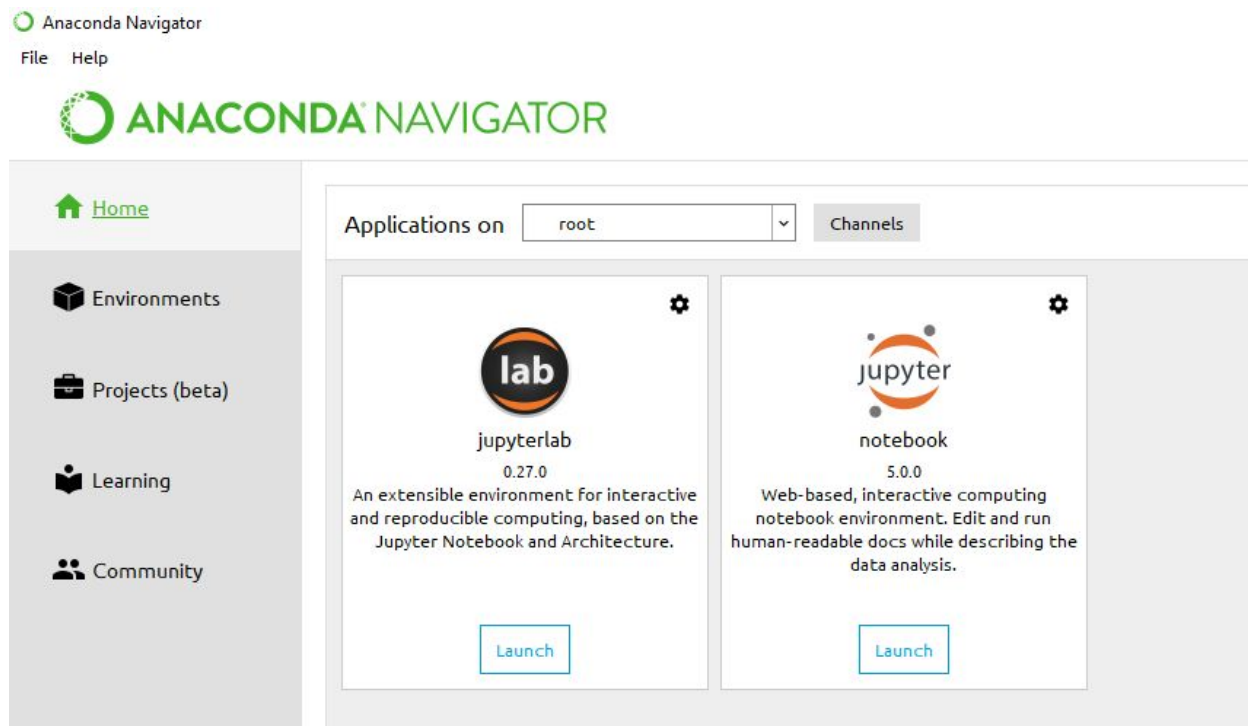 Anaconda Navigator
File Help
ANACONDA NAVIGATOR
Home
Environments
Projects (beta)
Learning
Community
Applications on root Channels
lab
jupyterlab
0.27.0
An extensible environment for interactive
and reproducible computing, based on the
Jupyter Notebook and Architecture.
Launch
jupyter
notebook
5.0.0
Web-based, interactive computing
notebook environment. Edit and run
human-readable docs while describing the
data analysis.
Launch